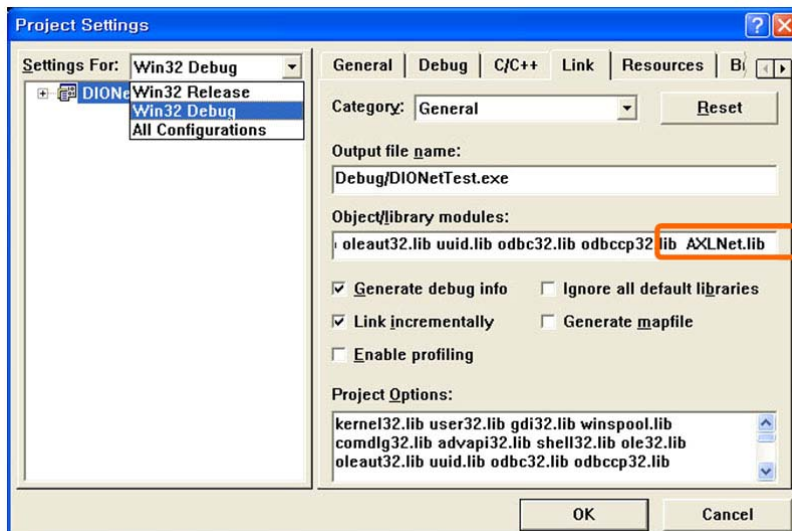 Project Settings
Settings For:
Win32 Debug
DIONe
Win32 Release
Win32 Debug
All Configurations
General
Debug
C/C++
Link
Resources
Category:
General
Reset
Output file name:
Debug/DIONetTest.exe
Object/library modules:
oleaut32.lib uuid.lib odbc32.lib odbccp32.lib AXLNet.lib
Generate debug info
Ignore all default libraries
Link incrementally
Generate mapfile
Enable profiling
Project Options:
kernel32.lib user32.lib gdi32.lib winspool.lib
comdlg32.lib advapi32.lib shell32.lib ole32.lib
oleaut32.lib uuid.lib odbc32.lib odbccp32.lib
OK
Cancel